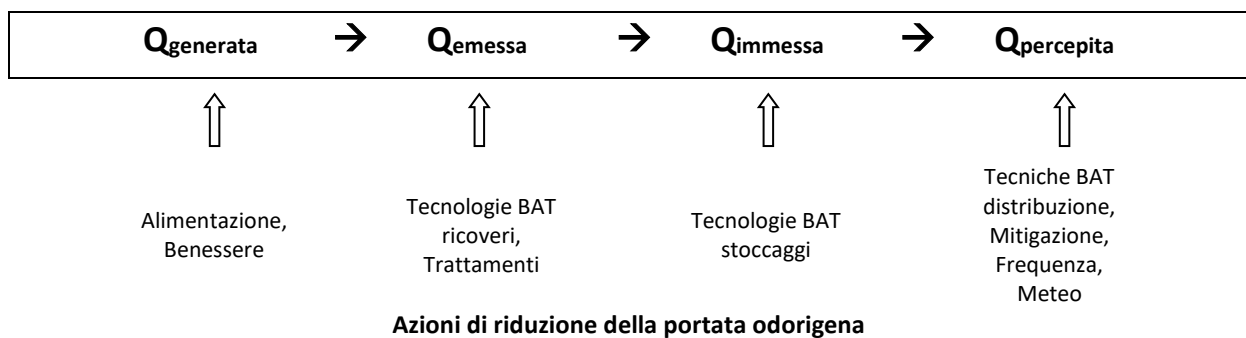 Qgenerata → Qemessa → Qimmessa → Qpercepita
Alimentazione,
Benessere
Tecnologie BAT
ricoveri,
Trattamenti
Tecnologie BAT
stoccaggi
Tecniche BAT
distribuzione,
Mitigazione,
Frequenza,
Meteo
Azioni di riduzione della portata odorigena